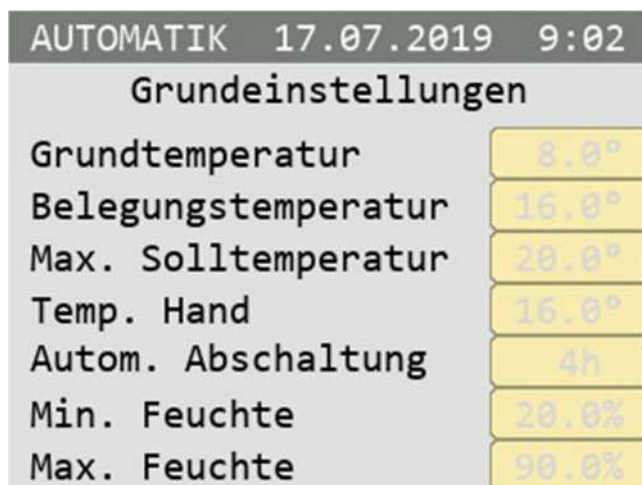 AUTOMATIK 17.07.2019 9:02
Grundeinstellungen
Grundtemperatur 8.0°
Belegungstemperatur 16.0°
Max. Solltemperatur 20.0°
Temp. Hand 16.0°
Autom. Abschaltung 4h
Min. Feuchte 20.0%
Max. Feuchte 90.0%